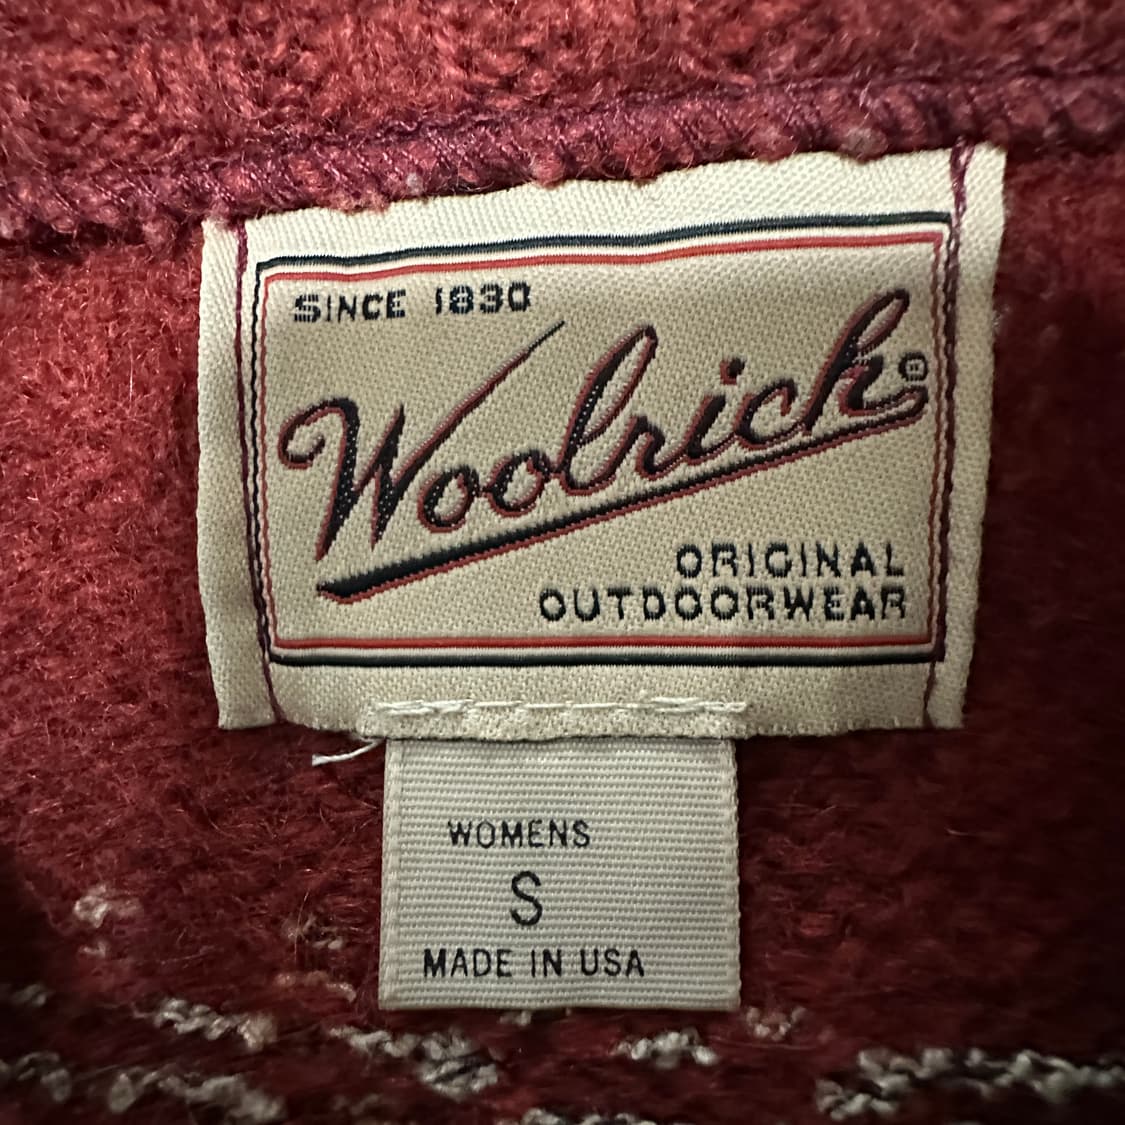 SINCE 1830
Woolrich®
ORIGINAL
OUTDOORWEAR
WOMENS
S
MADE IN USA